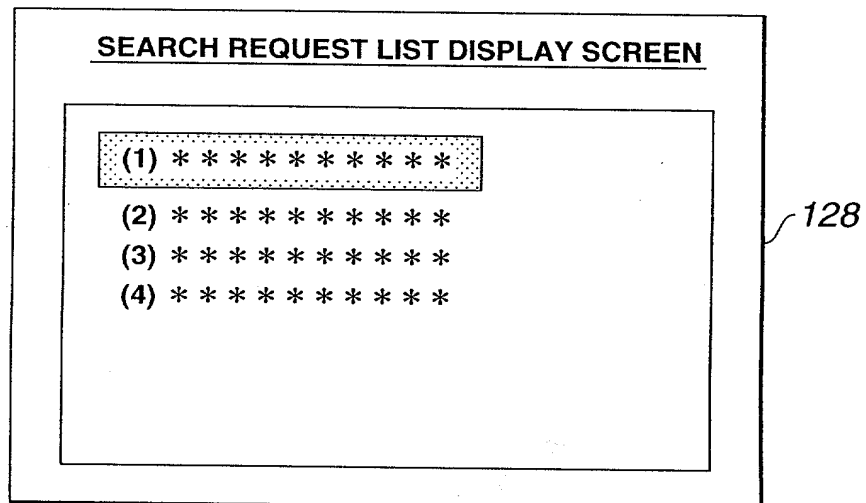 SEARCH REQUEST LIST DISPLAY SCREEN
(1) * * * * * * * * * *
(2) * * * * * * * * * *
(3) * * * * * * * * * *
(4) * * * * * * * * * *
128